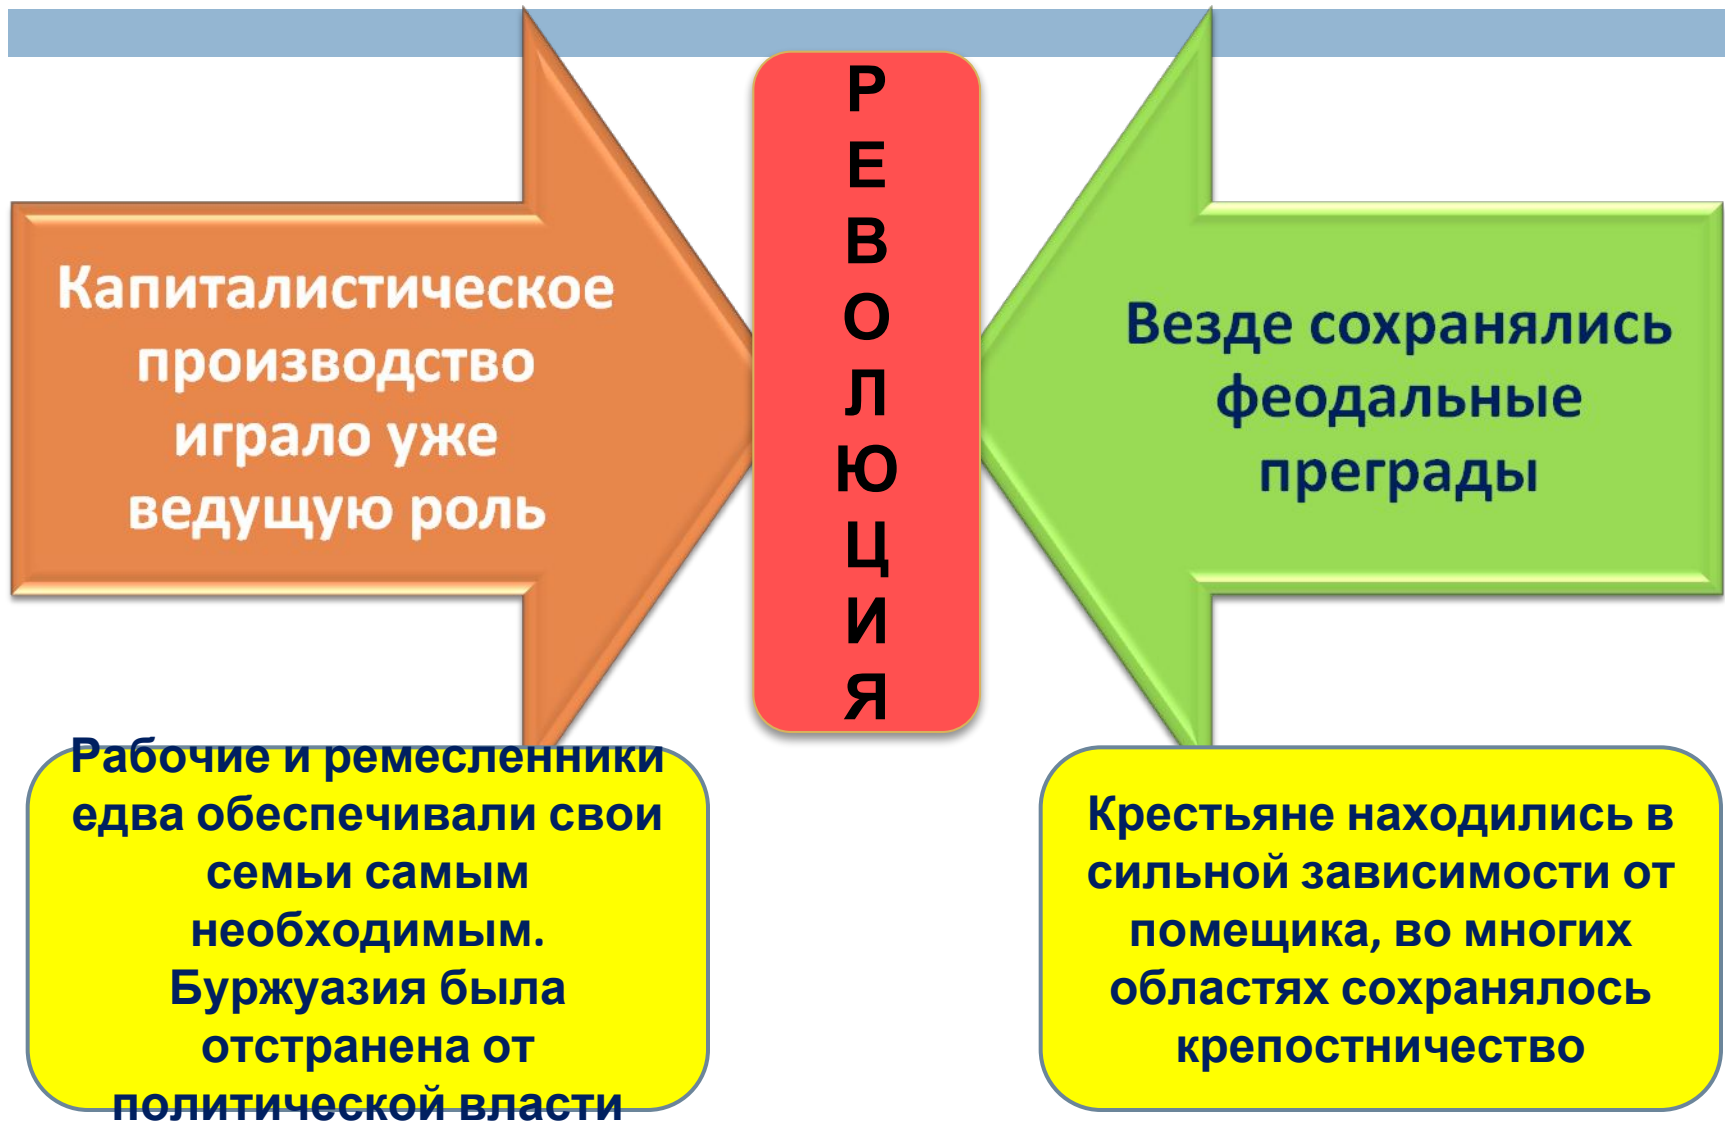 Капиталистическое
производство
играло уже
ведущую роль
Р
Е
В
О
Л
Ю
Ц
И
Я
Везде сохранялись
феодальные
преграды
Рабочие и ремесленники
едва обеспечивали свои
семьи самым
необходимым.
Буржуазия была
отстранена от
политической власти
Крестьяне находились в
сильной зависимости от
помещика, во многих
областях сохранялось
крепостничество